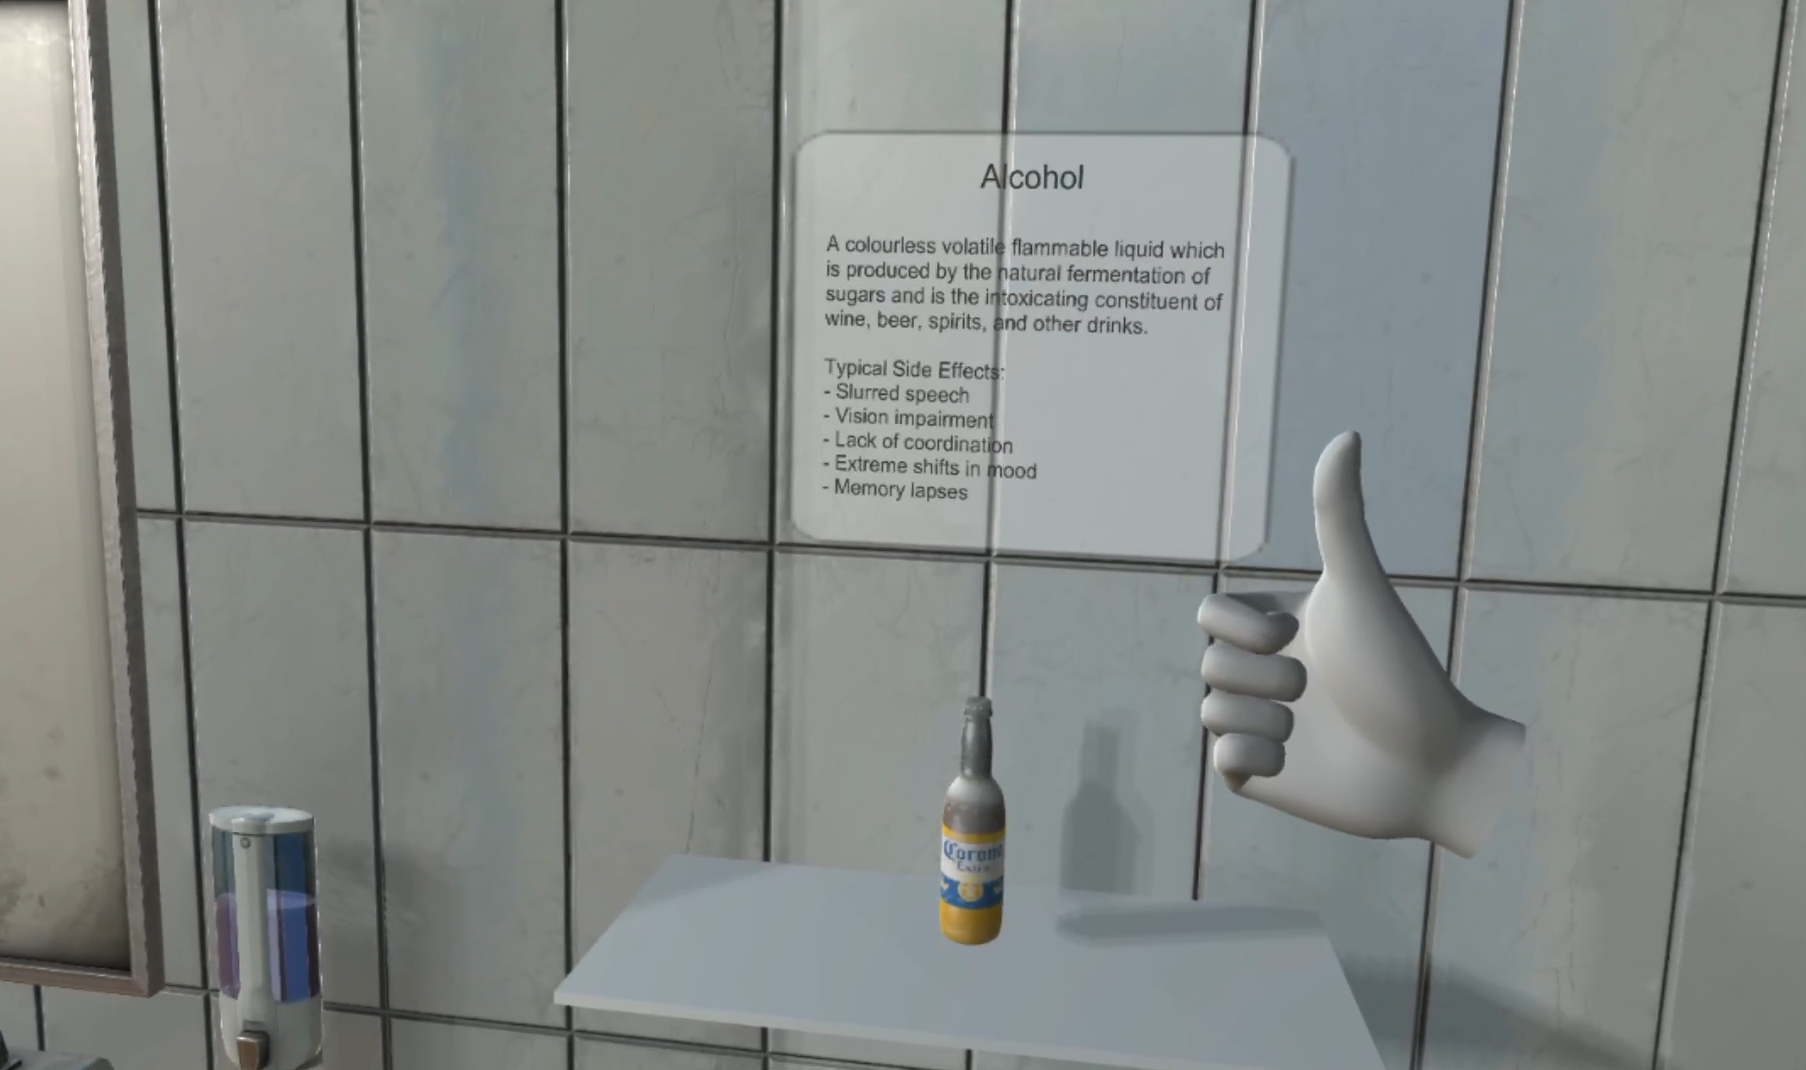 Alcohol
A colourless volatile flammable liquid which
is produced by the natural fermentation of
sugars and is the intoxicating constituent of
wine, beer, spirits, and other drinks.
Typical Side Effects:
- Slurred speech
- Vision impairment
- Lack of coordination
- Extreme shifts in mood
- Memory lapses
Corona
Extra